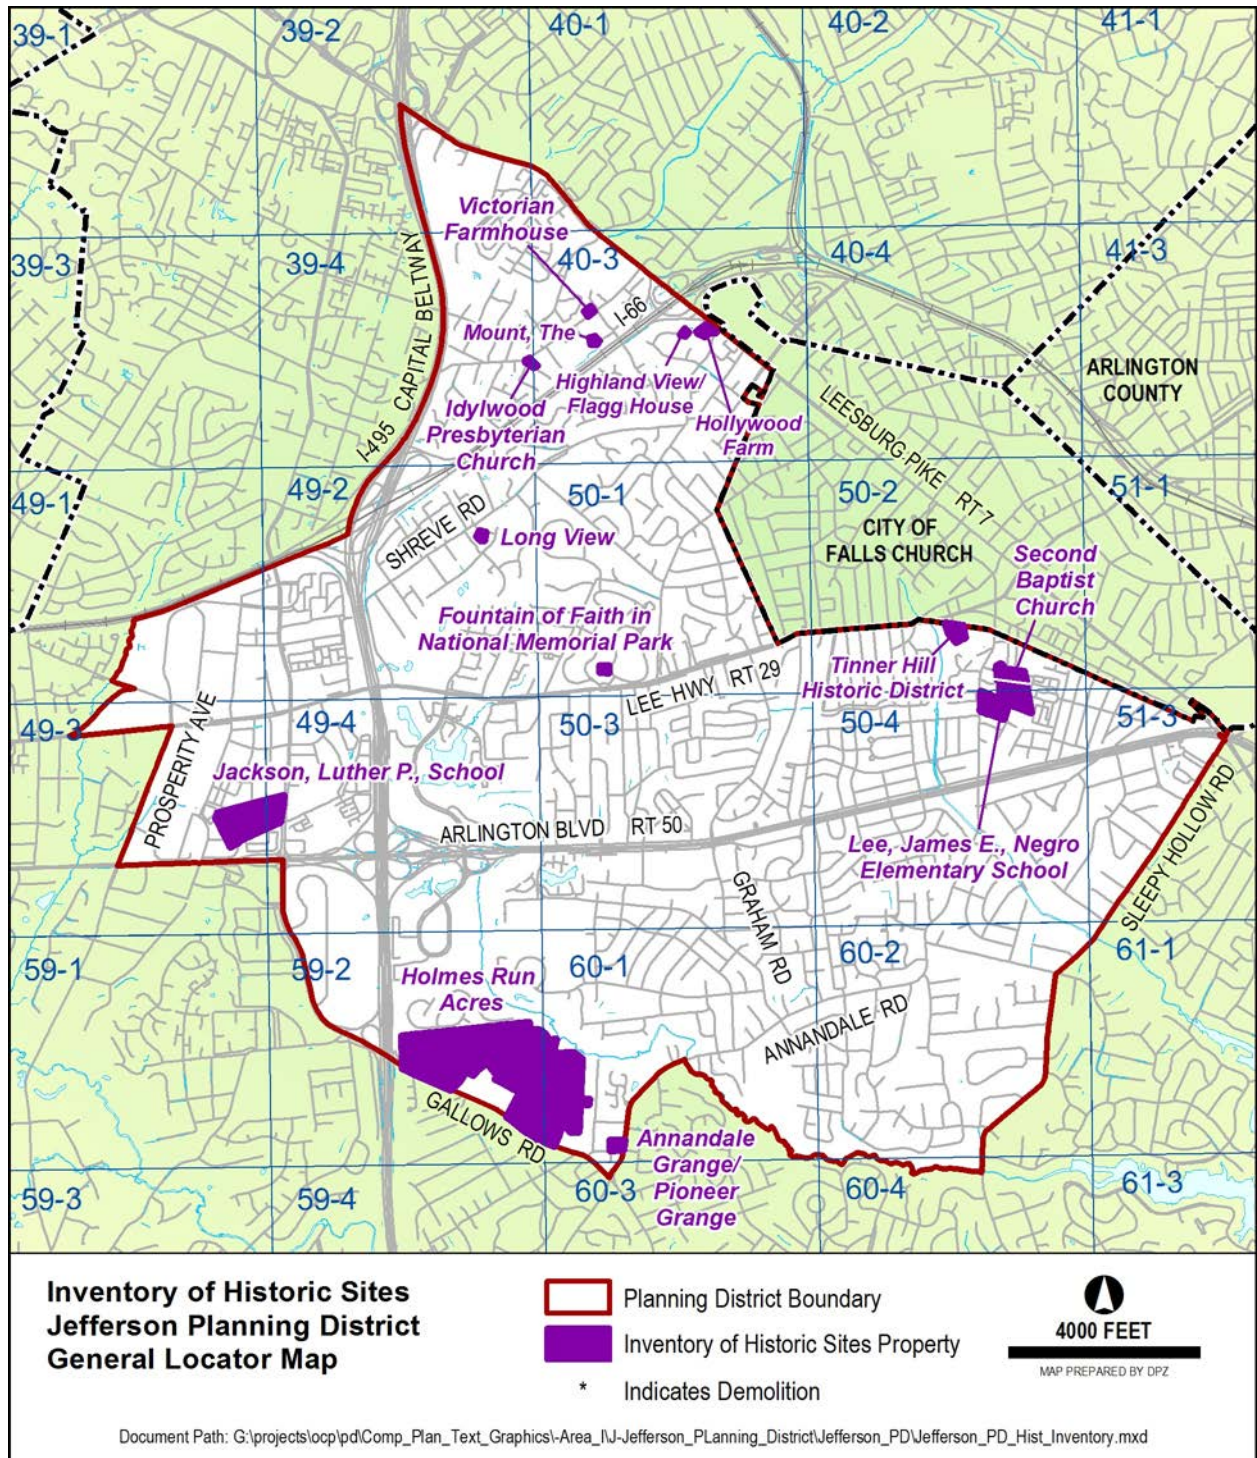 39-1
39-2
40-1
40-2
41-1
Victorian
Farmhouse
39-3
39-4
40-3
40-4
41-3
I-495 CAPITAL BELTWAY
Mount, The
I-66
Highland View/
Flagg House
Hollywood
Farm
Idylwood
Presbyterian
Church
ARLINGTON
COUNTY
LEESBURG PIKE RT 7
49-1
49-2
50-1
50-2
51-1
SHREVE RD
Long View
CITY OF
FALLS CHURCH
Second
Baptist
Church
Fountain of Faith in
National Memorial Park
Tinner Hill
Historic District
LEE HWY RT 29
PROSPERITY AVE
49-3
49-4
50-3
50-4
51-3
Jackson, Luther P., School
ARLINGTON BLVD RT 50
Lee, James E., Negro
Elementary School
SLEEPY HOLLOW RD
GRAHAM RD
59-1
59-2
60-1
60-2
61-1
Holmes Run
Acres
ANNANDALE RD
GALLOWS RD
Annandale
Grange/
Pioneer
Grange
59-3
59-4
60-3
60-4
61-3
Inventory of Historic Sites
Jefferson Planning District
General Locator Map
Planning District Boundary
Inventory of Historic Sites Property
* Indicates Demolition
4000 FEET
MAP PREPARED BY DPZ
Document Path: G:\projects\ocp\pd\Comp_Plan_Text_Graphics\-Area_I\J-Jefferson_PLanning_District\Jefferson_PD\Jefferson_PD_Hist_Inventory.mxd